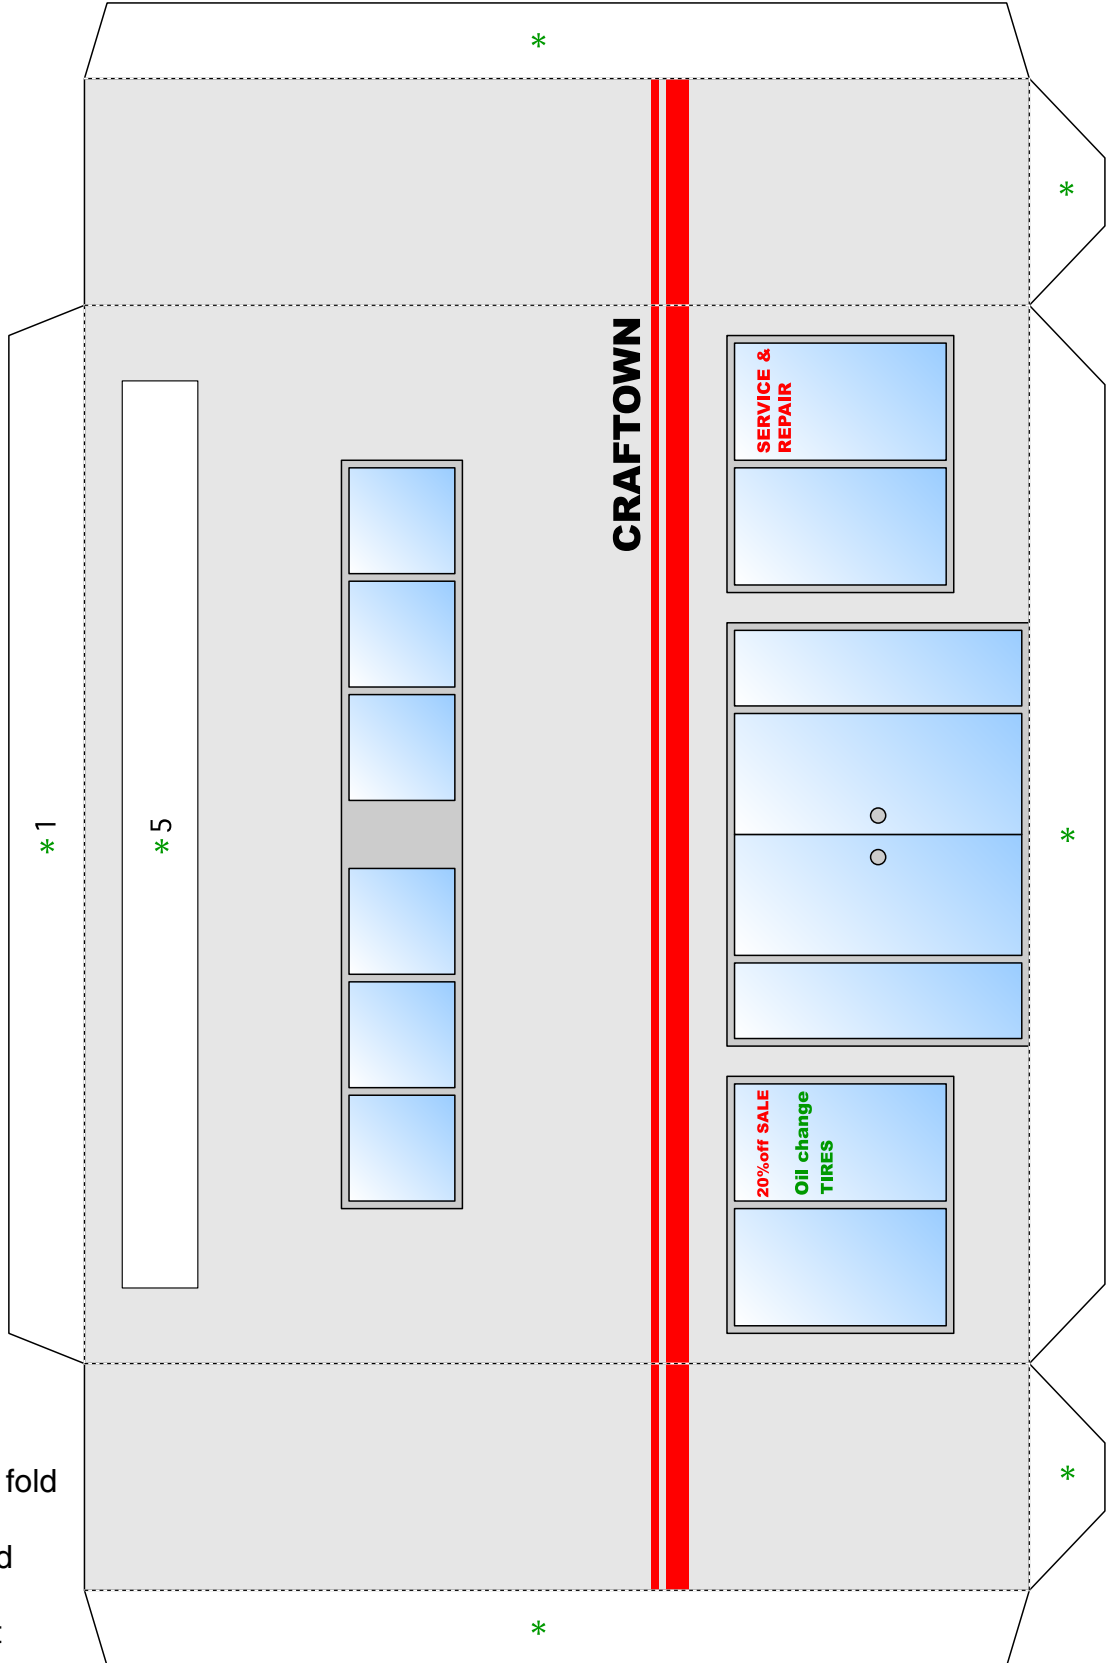 *
*
CRAFTOWN
SERVICE &
REPAIR
*1
*5
*
20%off SALE
Oil change
TIRES
fold
*
*